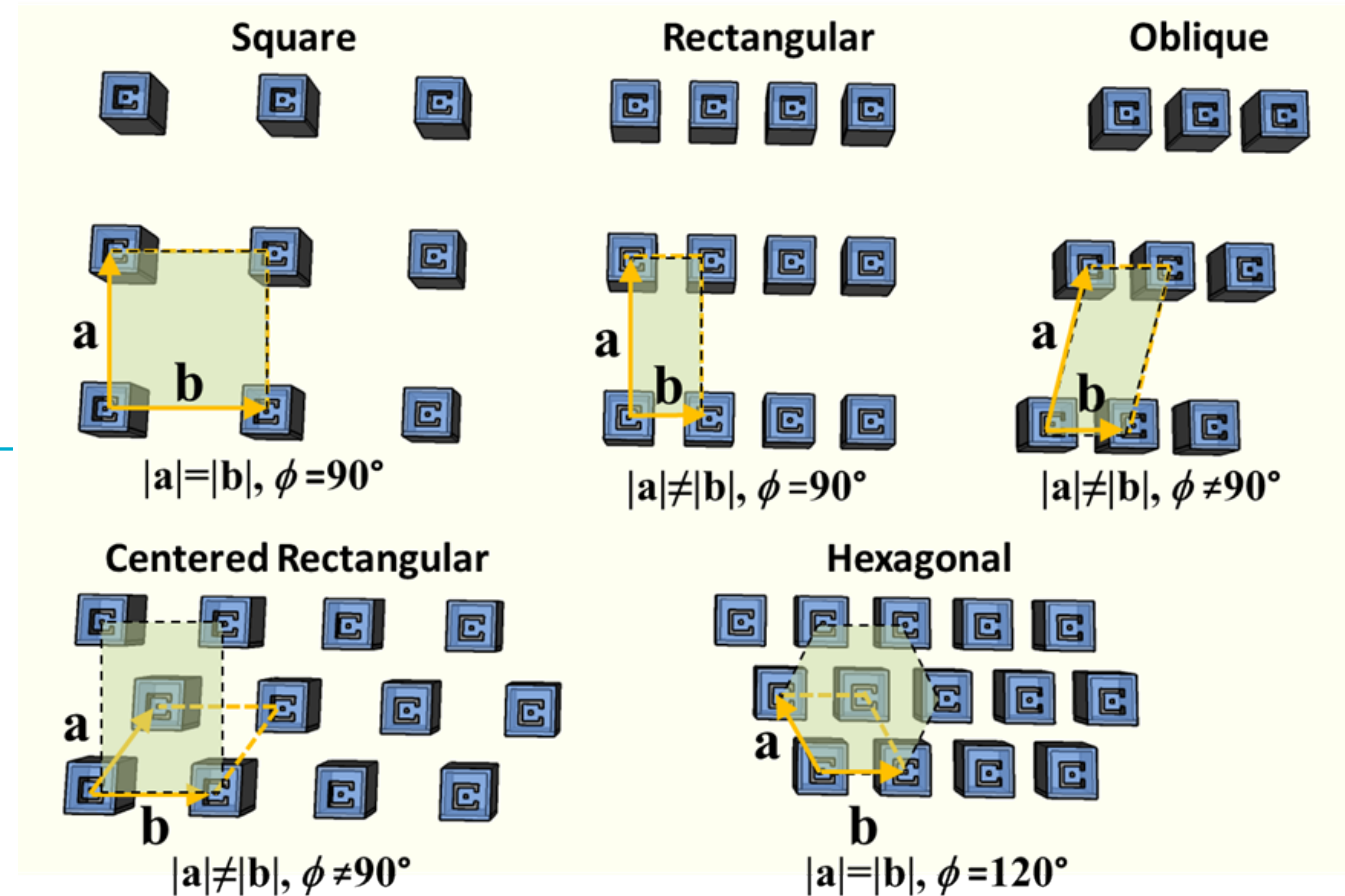 Square
Rectangular
Oblique
a
b
a
b
a
b
|a|=|b|, ϕ=90°
|a|≠|b|, ϕ=90°
|a|≠|b|, ϕ≠90°
Centered Rectangular
Hexagonal
a
b
a
b
|a|≠|b|, ϕ≠90°
|a|=|b|, ϕ=120°